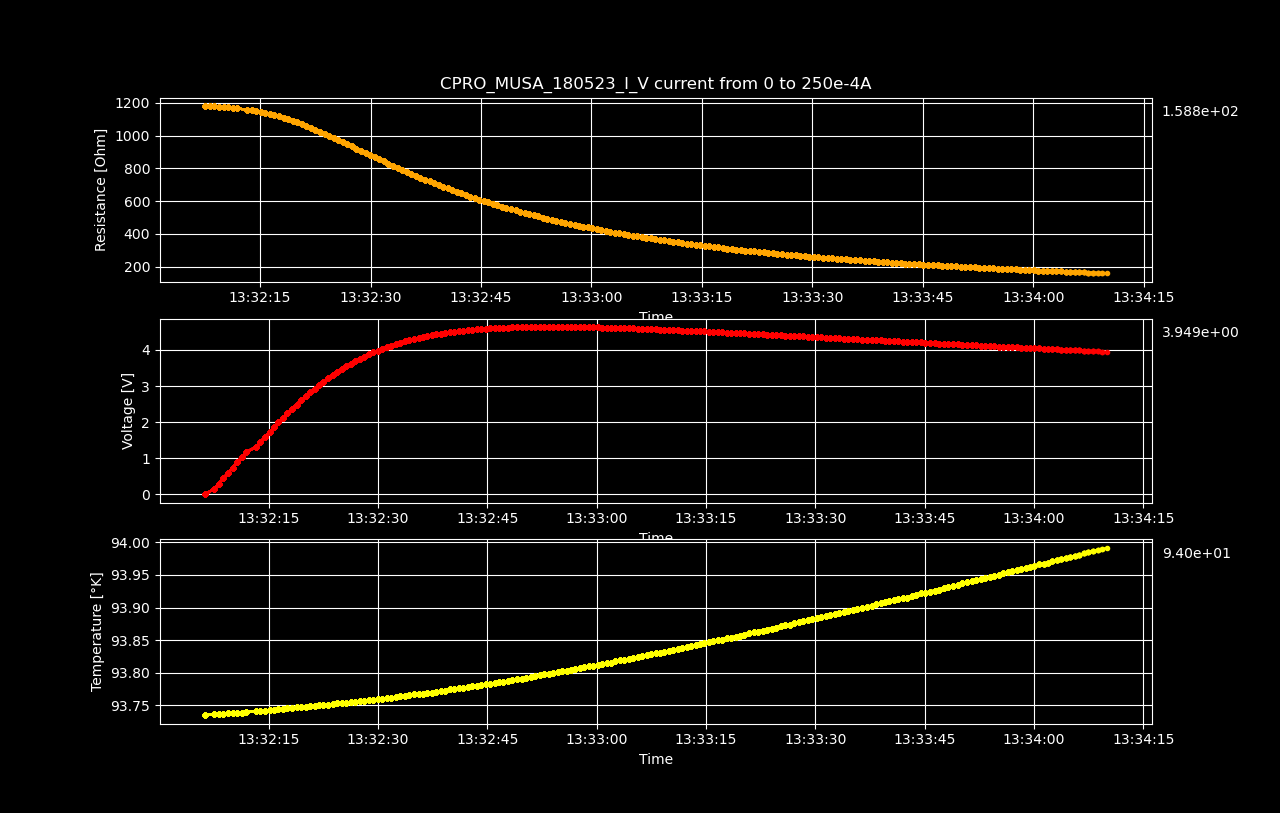 CPRO_MUSA_180523_I_V current from 0 to 250e-4A
1200
1000
800
600
400
200
Resistance [Ohm]
1.588e+02
13:32:15 13:32:30 13:32:45 13:33:00 13:33:15 13:33:30 13:33:45 13:34:00 13:34:15
Time
4
3
2
1
0
Voltage [V]
3.949e+00
13:32:15 13:32:30 13:32:45 13:33:00 13:33:15 13:33:30 13:33:45 13:34:00 13:34:15
Time
94.00
93.95
93.90
93.85
93.80
93.75
Temperature [°K]
9.40e+01
13:32:15 13:32:30 13:32:45 13:33:00 13:33:15 13:33:30 13:33:45 13:34:00 13:34:15
Time